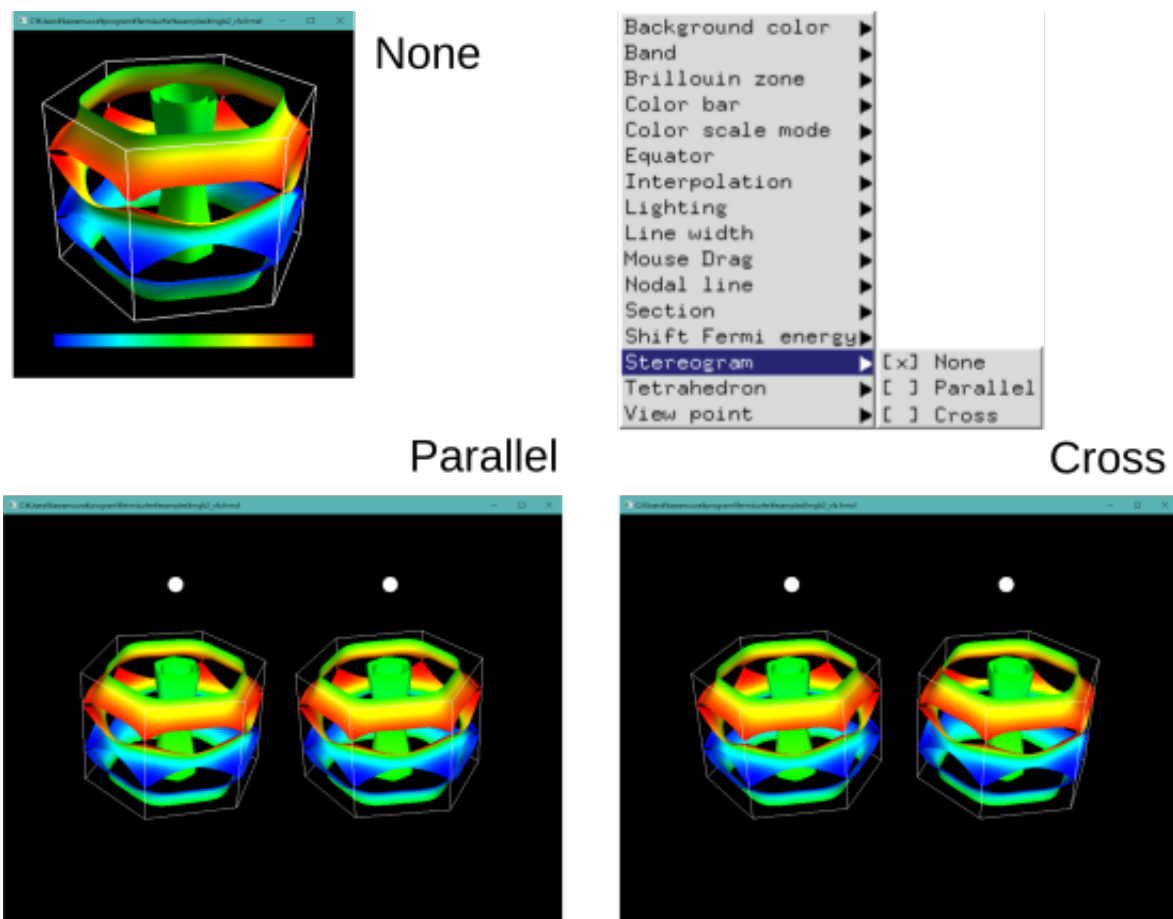 None
Background color
Band
Brillouin zone
Color bar
Color scale mode
Equator
Interpolation
Lighting
Line width
Mouse Drag
Nodal line
Section
Shift Fermi energy
Stereogram
[x] None
Tetrahedron
[ ] Parallel
View point
[ ] Cross
Parallel
Cross